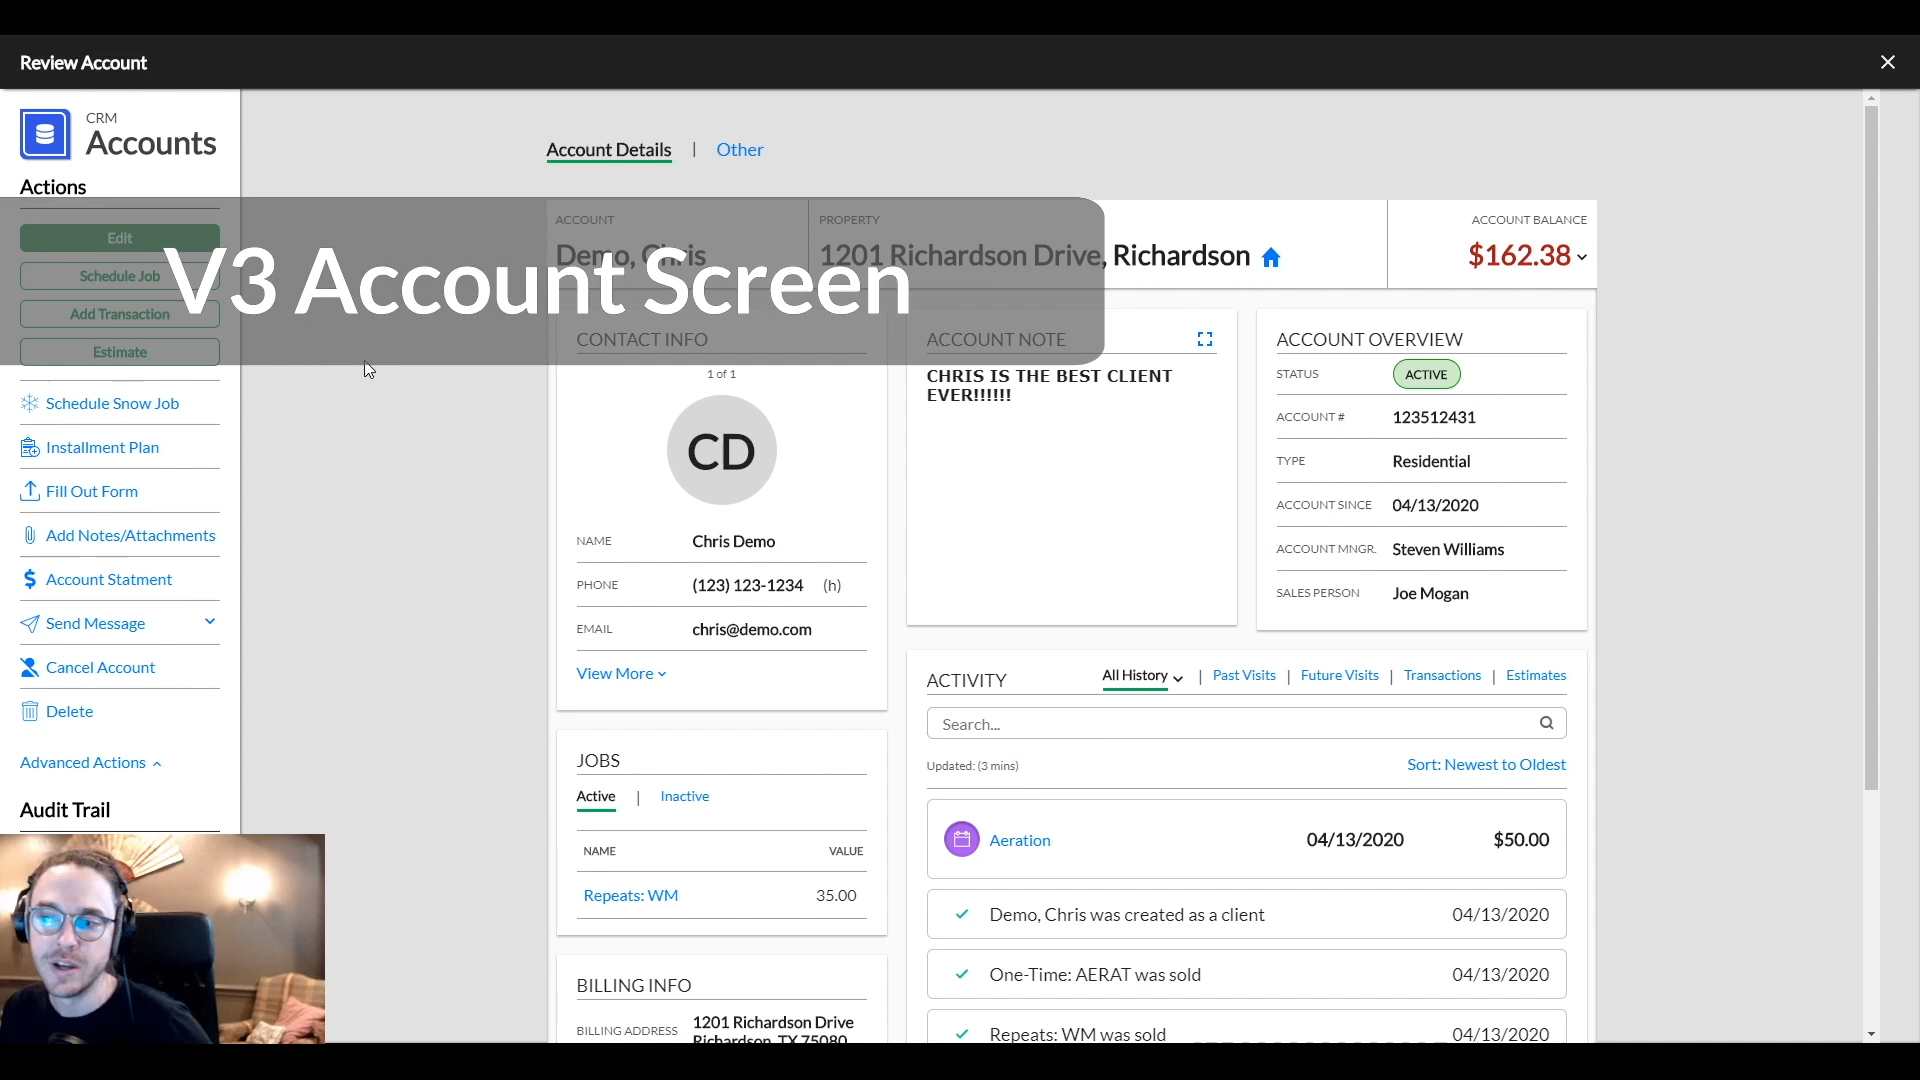 Review Account
CRM
Accounts
Actions
Edit
Schedule Job
Add Transaction
Estimate
Schedule Snow Job
Installment Plan
Fill Out Form
Add Notes/Attachments
Account Statment
Send Message
Cancel Account
Delete
Advanced Actions
Audit Trail
V3 Account Screen
Account Details | Other
ACCOUNT
Demo, Chris
PROPERTY
1201 Richardson Drive, Richardson
ACCOUNT BALANCE
$162.38
CONTACT INFO
1 of 1
CD
NAME Chris Demo
PHONE (123) 123-1234 (h)
EMAIL chris@demo.com
View More
JOBS
Active | Inactive
NAME VALUE
Repeats: WM 35.00
BILLING INFO
BILLING ADDRESS 1201 Richardson Drive
Richardson, TX 75080
ACCOUNT NOTE
CHRIS IS THE BEST CLIENT
EVER!!!!!!
ACCOUNT OVERVIEW
STATUS ACTIVE
ACCOUNT # 123512431
TYPE Residential
ACCOUNT SINCE 04/13/2020
ACCOUNT MNGR. Steven Williams
SALES PERSON Joe Mogan
ACTIVITY
All History | Past Visits | Future Visits | Transactions | Estimates
Search...
Updated: (3 mins)
Sort: Newest to Oldest
Aeration 04/13/2020 $50.00
Demo, Chris was created as a client 04/13/2020
One-Time: AERAT was sold 04/13/2020
Repeats: WM was sold 04/13/2020